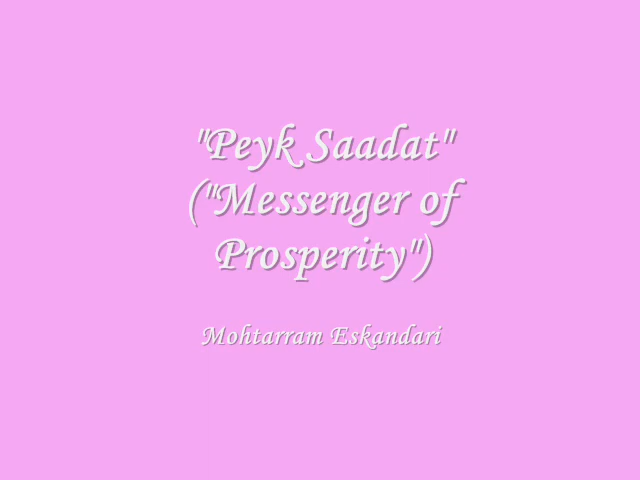 "Peyk Saadat"
("Messenger of
Prosperity")
Mohtarram Eskandari